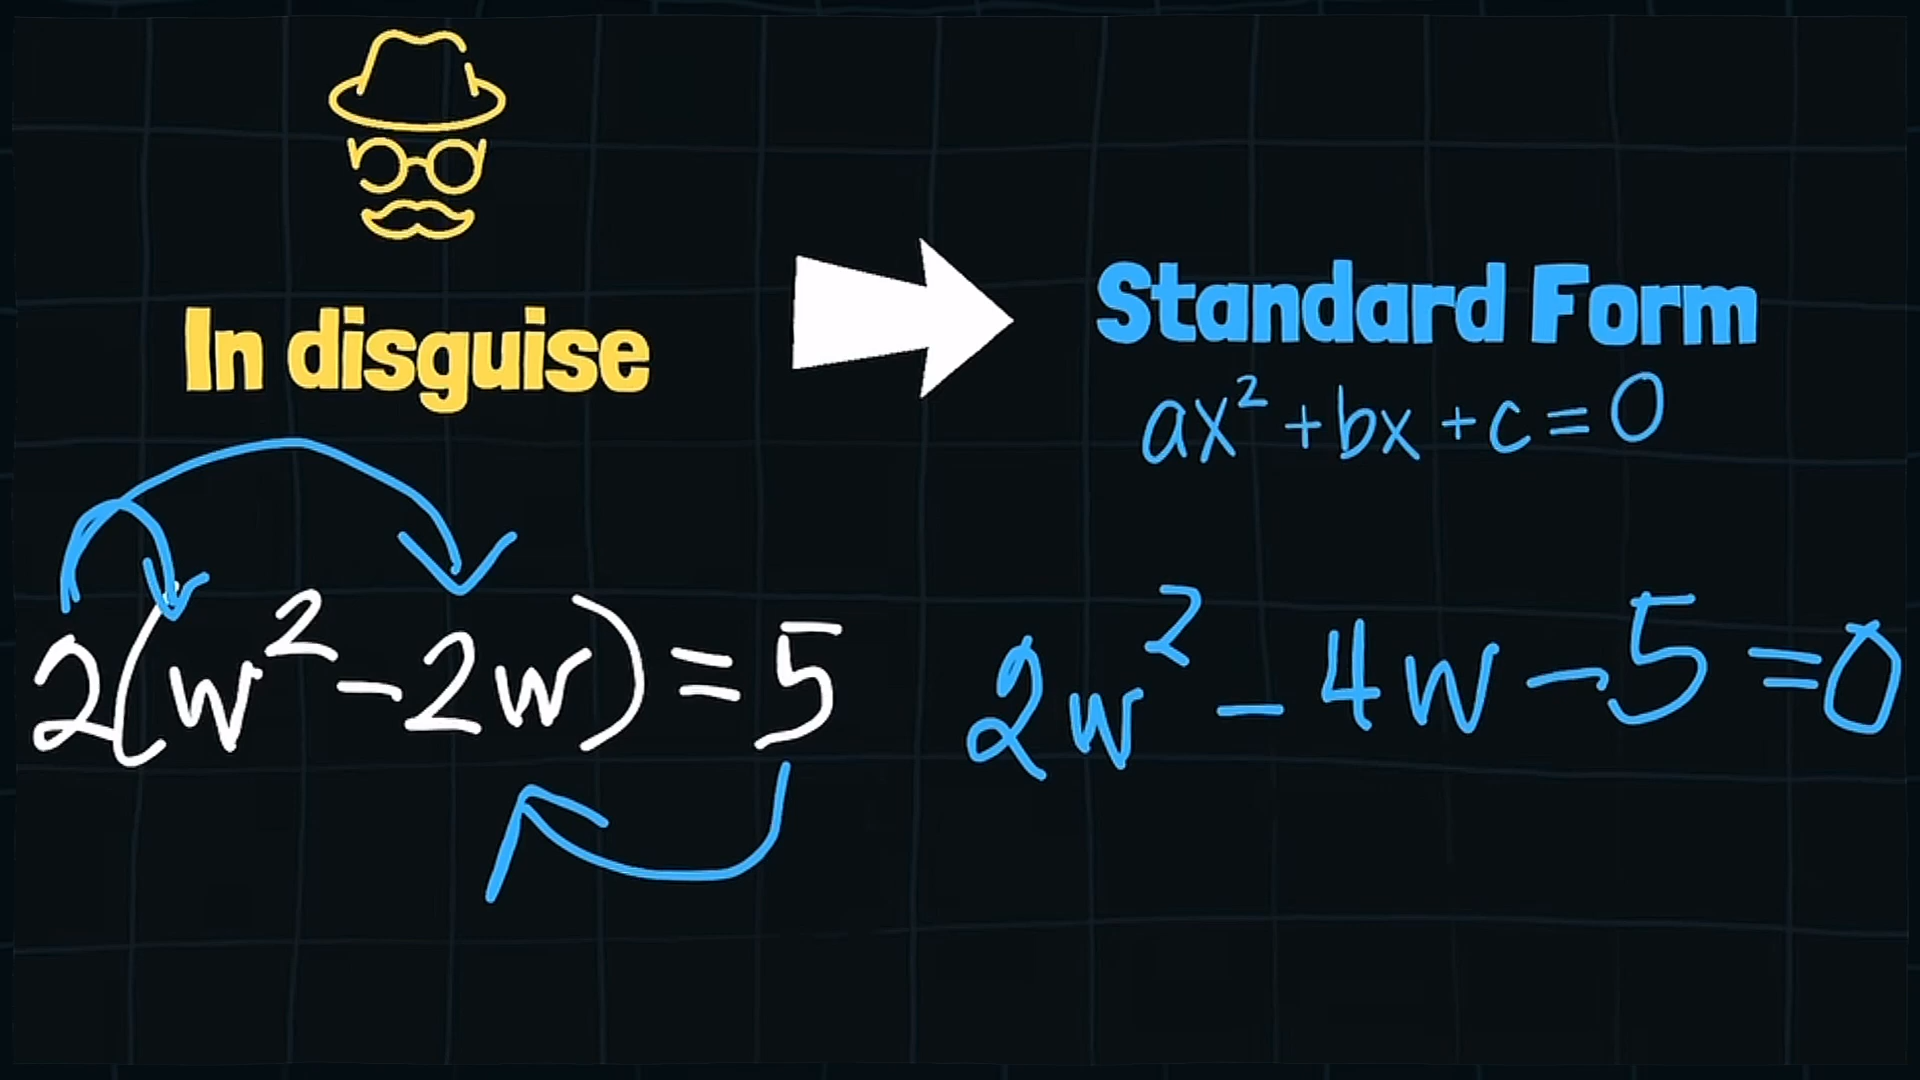 In disguise
Standard Form
ax² + bx + c = 0
2(w² - 2w) = 5
2w² - 4w - 5 = 0